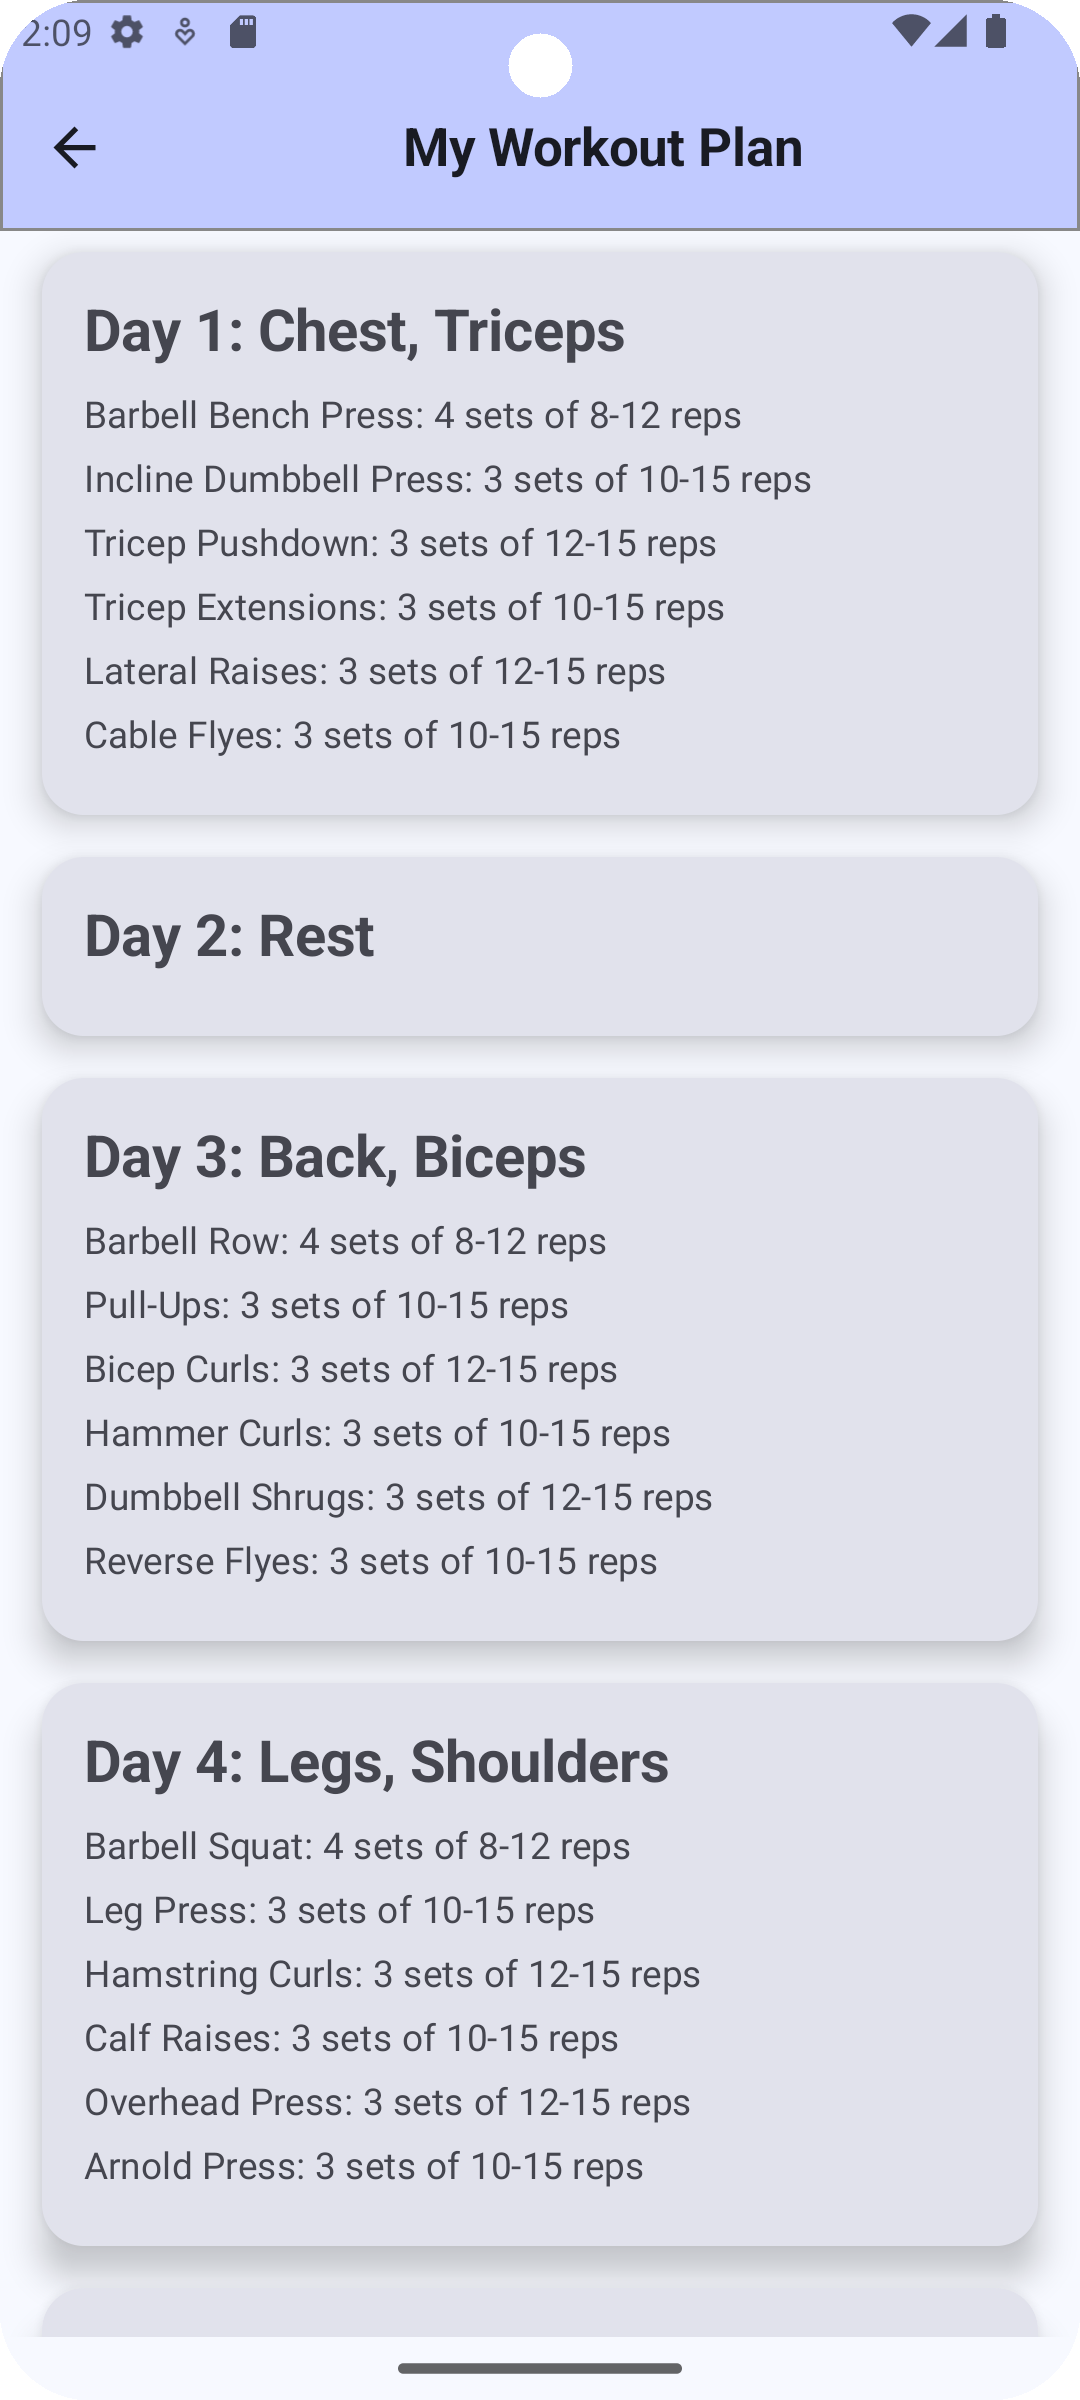 2:09
My Workout Plan
Day 1: Chest, Triceps
Barbell Bench Press: 4 sets of 8-12 reps
Incline Dumbbell Press: 3 sets of 10-15 reps
Tricep Pushdown: 3 sets of 12-15 reps
Tricep Extensions: 3 sets of 10-15 reps
Lateral Raises: 3 sets of 12-15 reps
Cable Flyes: 3 sets of 10-15 reps
Day 2: Rest
Day 3: Back, Biceps
Barbell Row: 4 sets of 8-12 reps
Pull-Ups: 3 sets of 10-15 reps
Bicep Curls: 3 sets of 12-15 reps
Hammer Curls: 3 sets of 10-15 reps
Dumbbell Shrugs: 3 sets of 12-15 reps
Reverse Flyes: 3 sets of 10-15 reps
Day 4: Legs, Shoulders
Barbell Squat: 4 sets of 8-12 reps
Leg Press: 3 sets of 10-15 reps
Hamstring Curls: 3 sets of 12-15 reps
Calf Raises: 3 sets of 10-15 reps
Overhead Press: 3 sets of 12-15 reps
Arnold Press: 3 sets of 10-15 reps